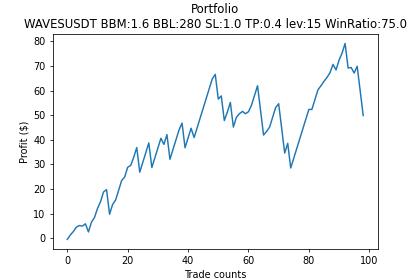 Portfolio
WAVESUSDT BBM:1.6 BBL:280 SL:1.0 TP:0.4 lev:15 WinRatio:75.0
80
70
60
50
40
30
20
10
0
Profit ($)
0 20 40 60 80 100
Trade counts